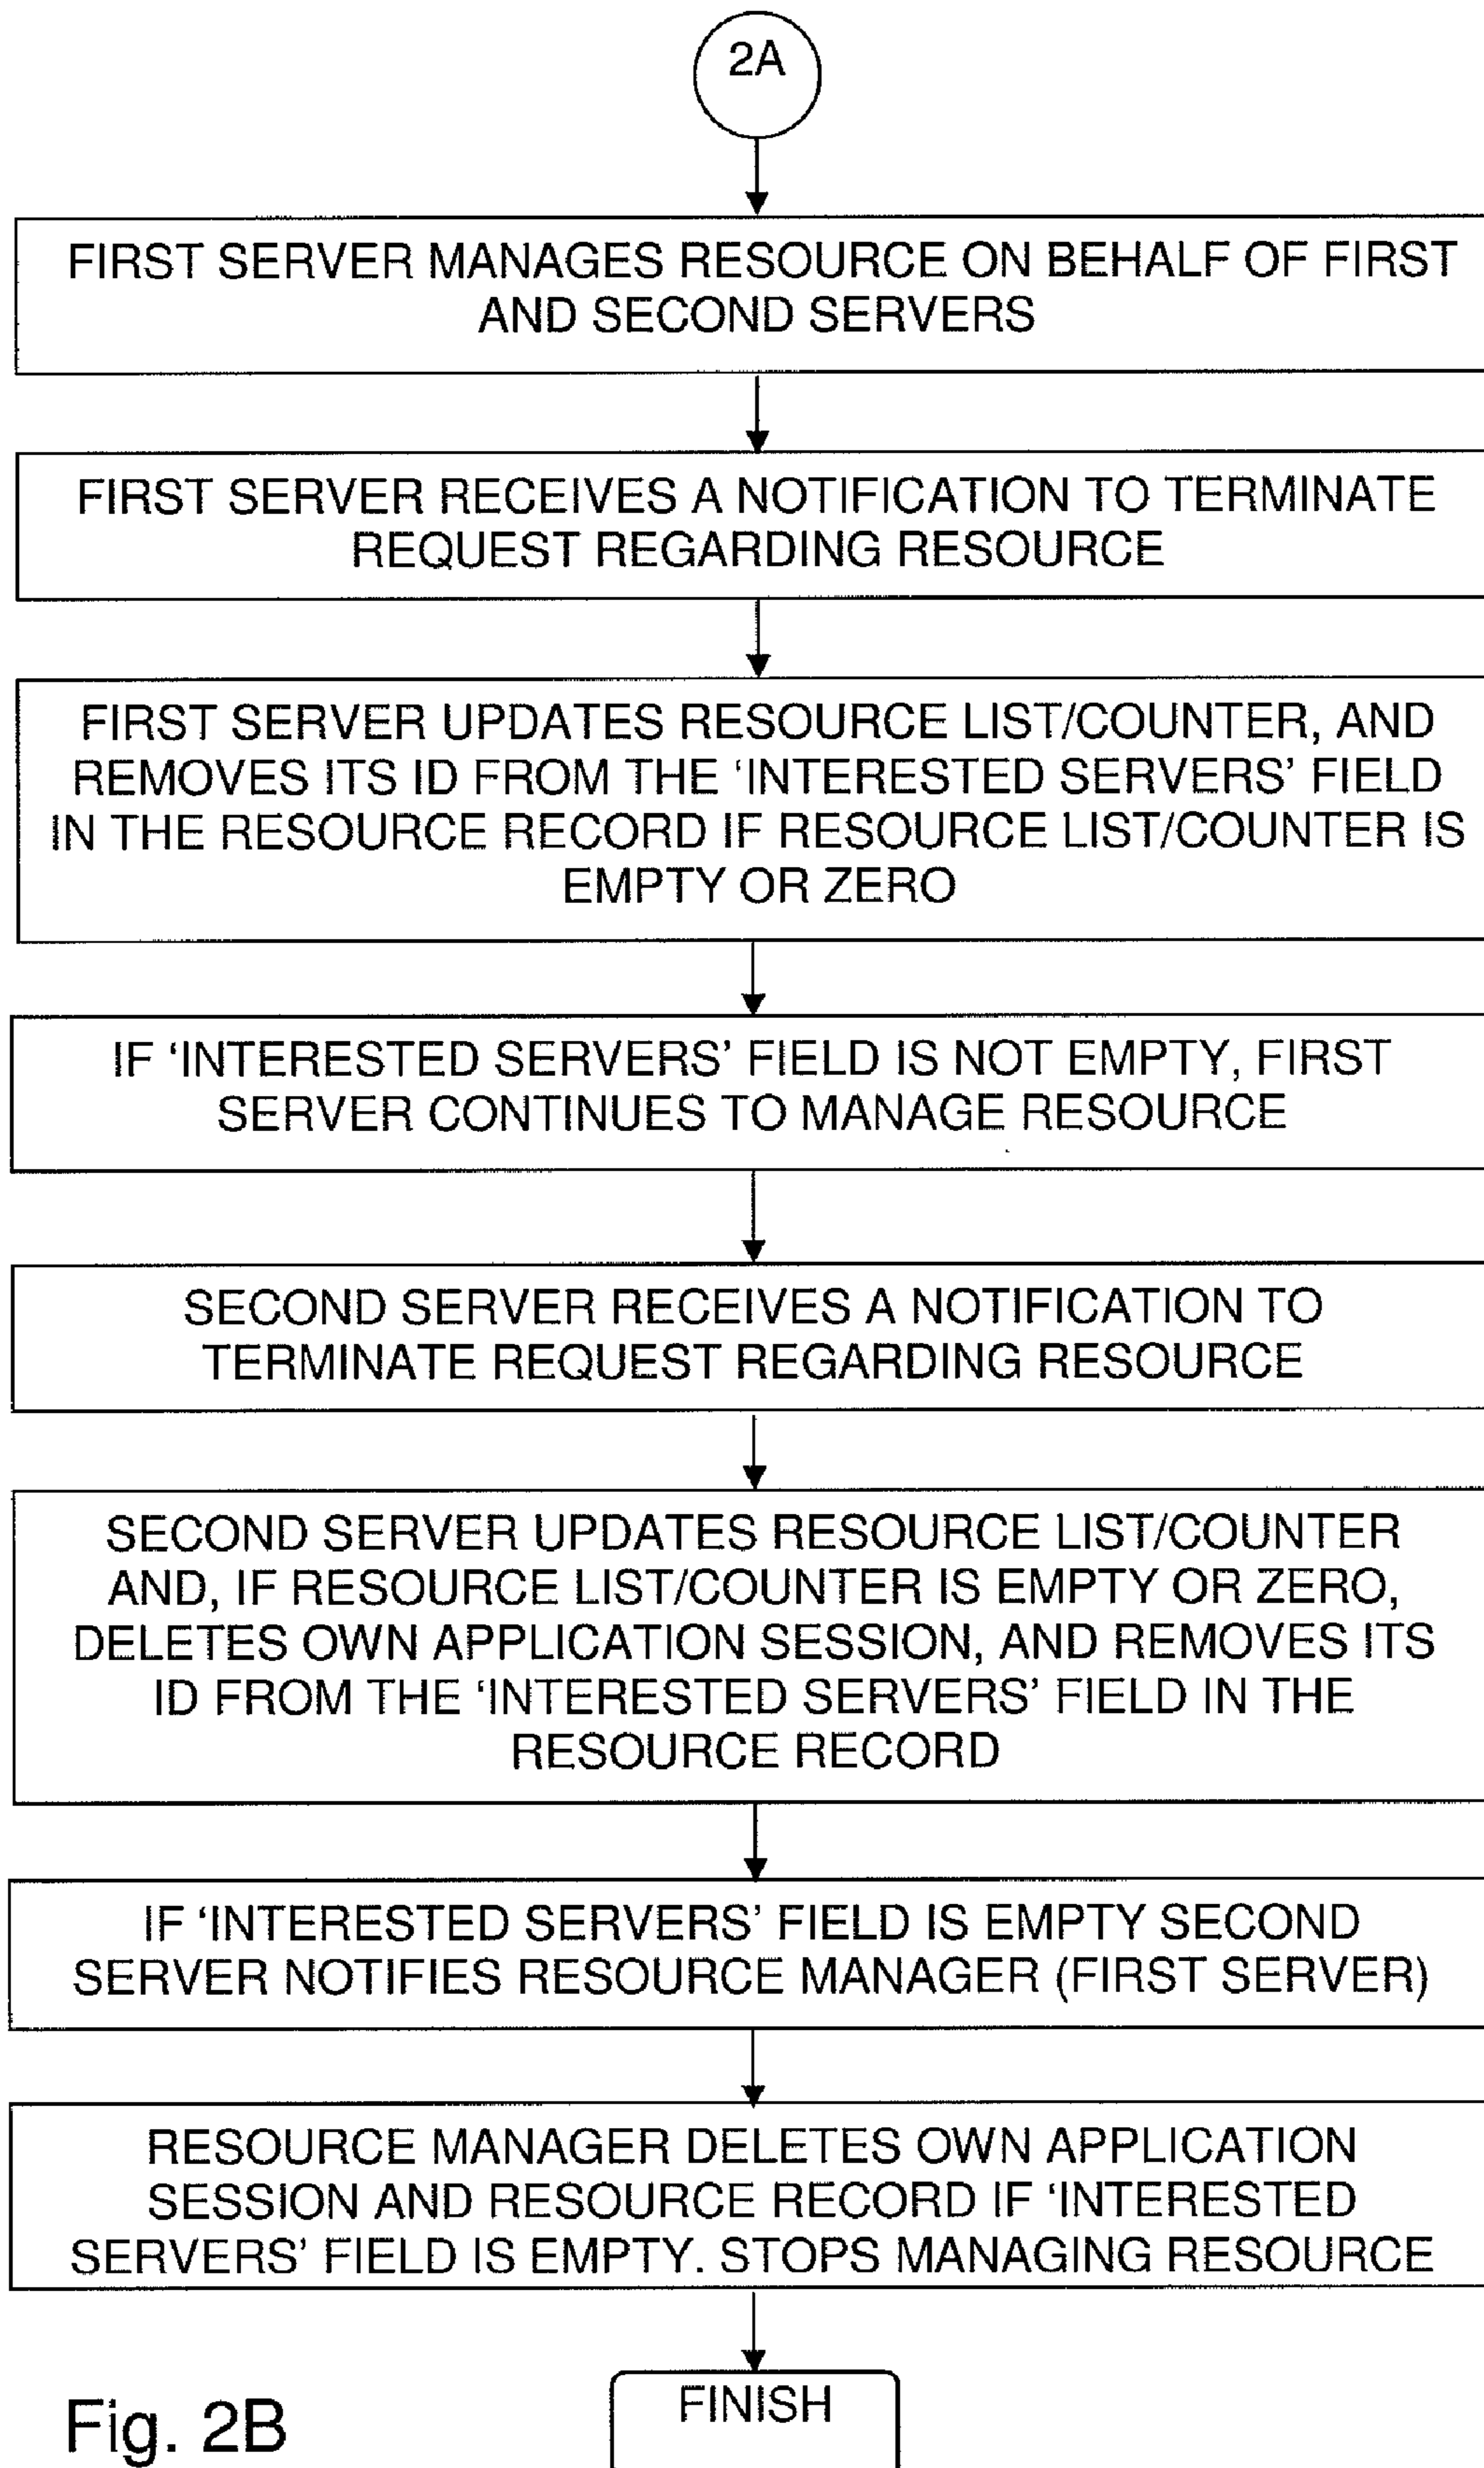 2A
FIRST SERVER MANAGES RESOURCE ON BEHALF OF FIRST
AND SECOND SERVERS
FIRST SERVER RECEIVES A NOTIFICATION TO TERMINATE
REQUEST REGARDING RESOURCE
FIRST SERVER UPDATES RESOURCE LIST/COUNTER, AND
REMOVES ITS ID FROM THE ‘INTERESTED SERVERS’ FIELD
IN THE RESOURCE RECORD IF RESOURCE LIST/COUNTER IS
EMPTY OR ZERO
IF ‘INTERESTED SERVERS’ FIELD IS NOT EMPTY, FIRST
SERVER CONTINUES TO MANAGE RESOURCE
SECOND SERVER RECEIVES A NOTIFICATION TO
TERMINATE REQUEST REGARDING RESOURCE
SECOND SERVER UPDATES RESOURCE LIST/COUNTER
AND, IF RESOURCE LIST/COUNTER IS EMPTY OR ZERO,
DELETES OWN APPLICATION SESSION, AND REMOVES ITS
ID FROM THE ‘INTERESTED SERVERS’ FIELD IN THE
RESOURCE RECORD
IF ‘INTERESTED SERVERS’ FIELD IS EMPTY SECOND
SERVER NOTIFIES RESOURCE MANAGER (FIRST SERVER)
RESOURCE MANAGER DELETES OWN APPLICATION
SESSION AND RESOURCE RECORD IF ‘INTERESTED
SERVERS’ FIELD IS EMPTY. STOPS MANAGING RESOURCE
FINISH
Fig. 2B